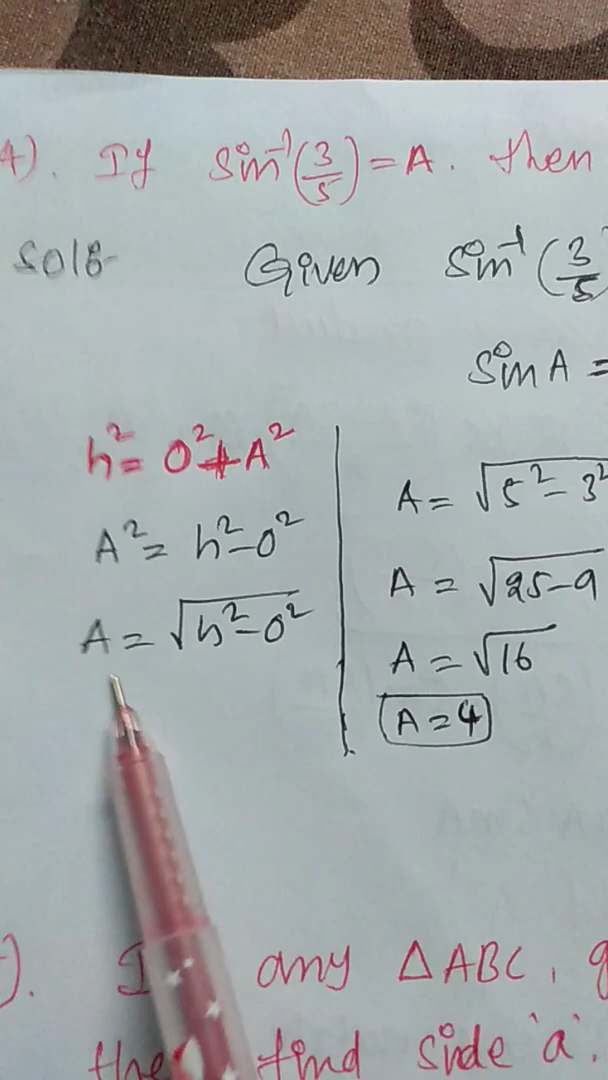 4). If Sin⁻¹(3/5) = A. then
Sol:-
Given Sin⁻¹(3/5
Sin A =
h² = O² + A²
A² = h² - O²
A = √h² - O²
A = √5² - 3²
A = √25-9
A = √16
A = 4
). any ΔABC,
find side 'a'.